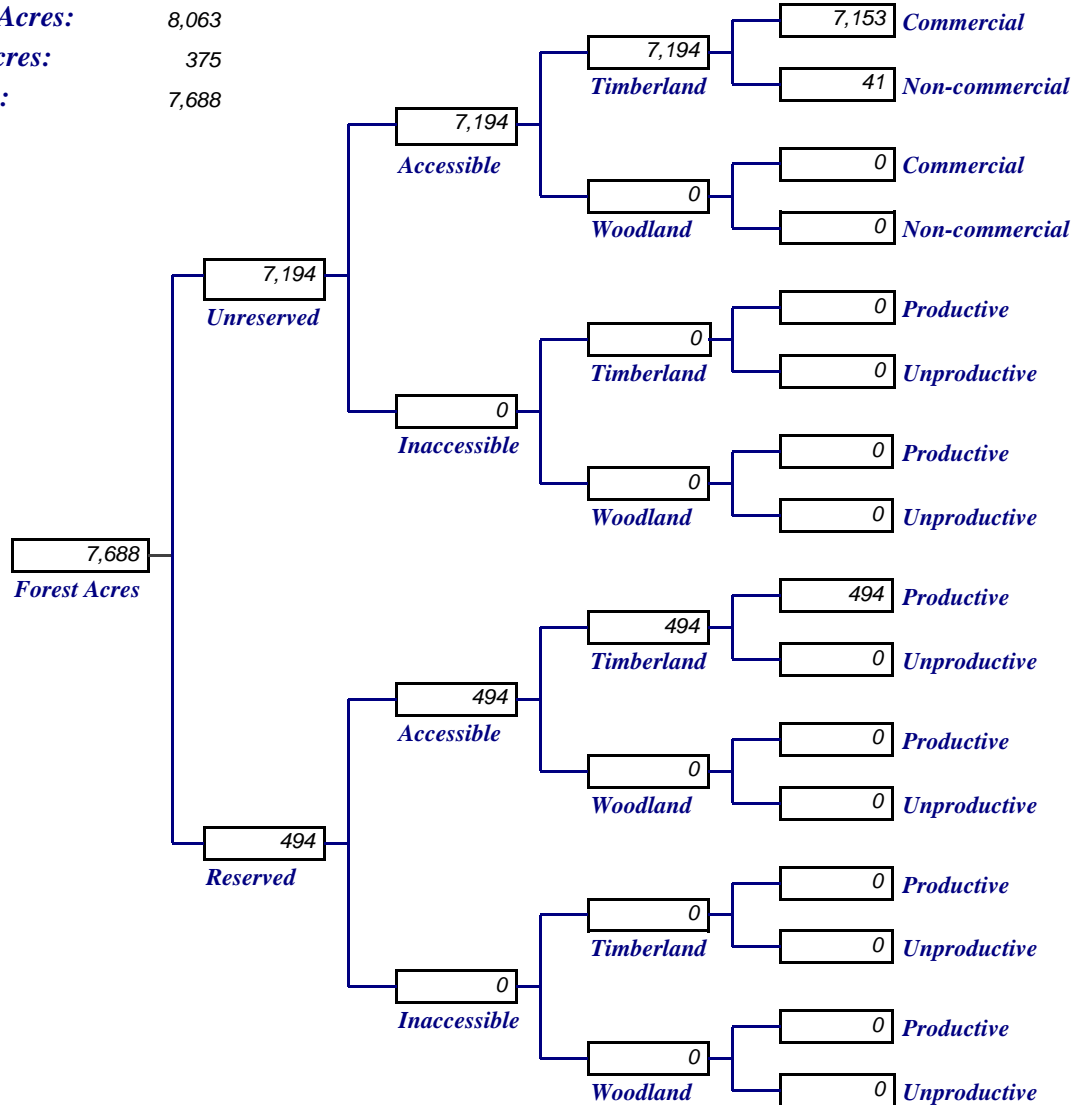 Acres: 8,063
cres: 375
: 7,688
7,153 Commercial
7,194
Timberland
41 Non-commercial
7,194
Accessible
0 Commercial
0
Woodland
0 Non-commercial
7,194
Unreserved
0 Productive
0
Timberland
0 Unproductive
0
Inaccessible
0 Productive
0
Woodland
0 Unproductive
7,688
Forest Acres
494 Productive
494
Timberland
0 Unproductive
494
Accessible
0 Productive
0
Woodland
0 Unproductive
494
Reserved
0 Productive
0
Timberland
0 Unproductive
0
Inaccessible
0 Productive
0
Woodland
0 Unproductive